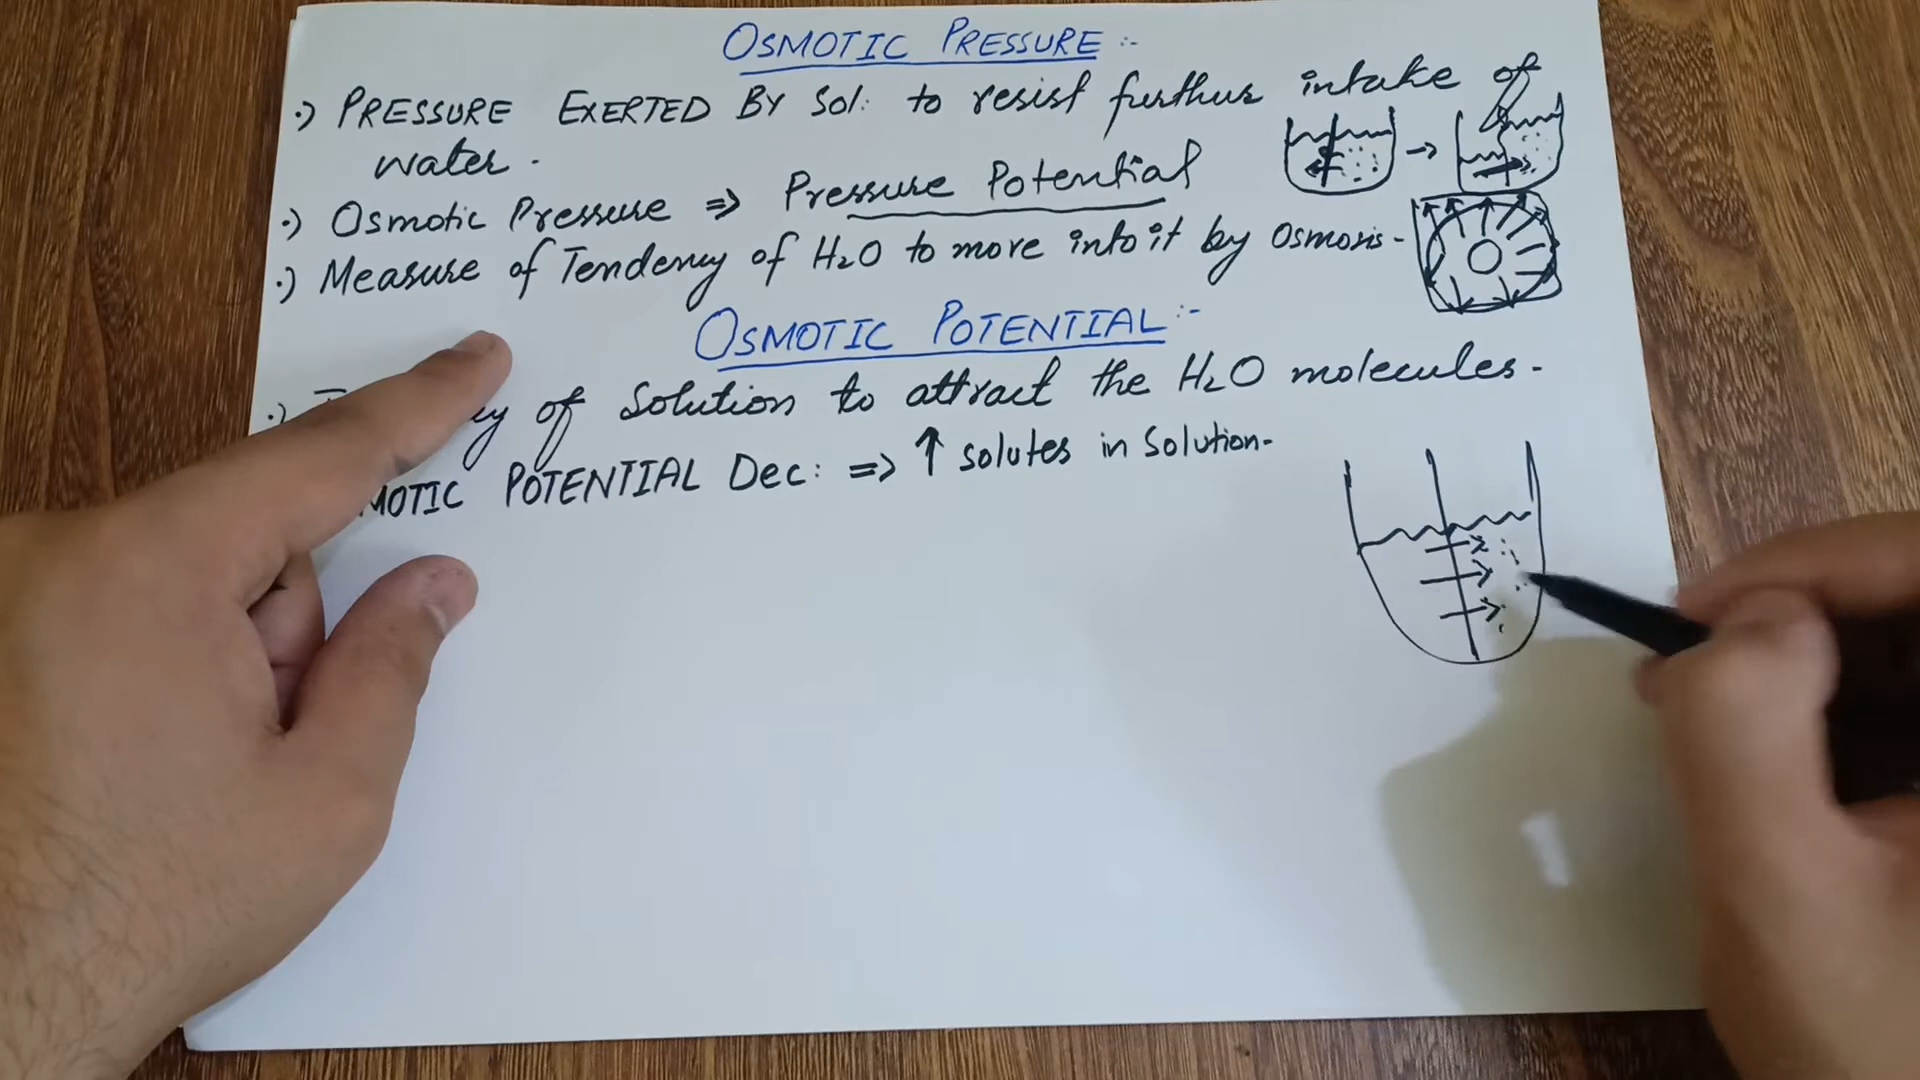 OSMOTIC PRESSURE :-
·) PRESSURE EXERTED BY Sol: to resist further intake of
water.
·) Osmotic Pressure ⇒ Pressure Potential
·) Measure of Tendency of H₂O to move into it by Osmosis-
OSMOTIC POTENTIAL :-
·) of Solution to attract the H₂O molecules-
POTENTIAL Dec: ⇒ ↑ solutes in Solution-